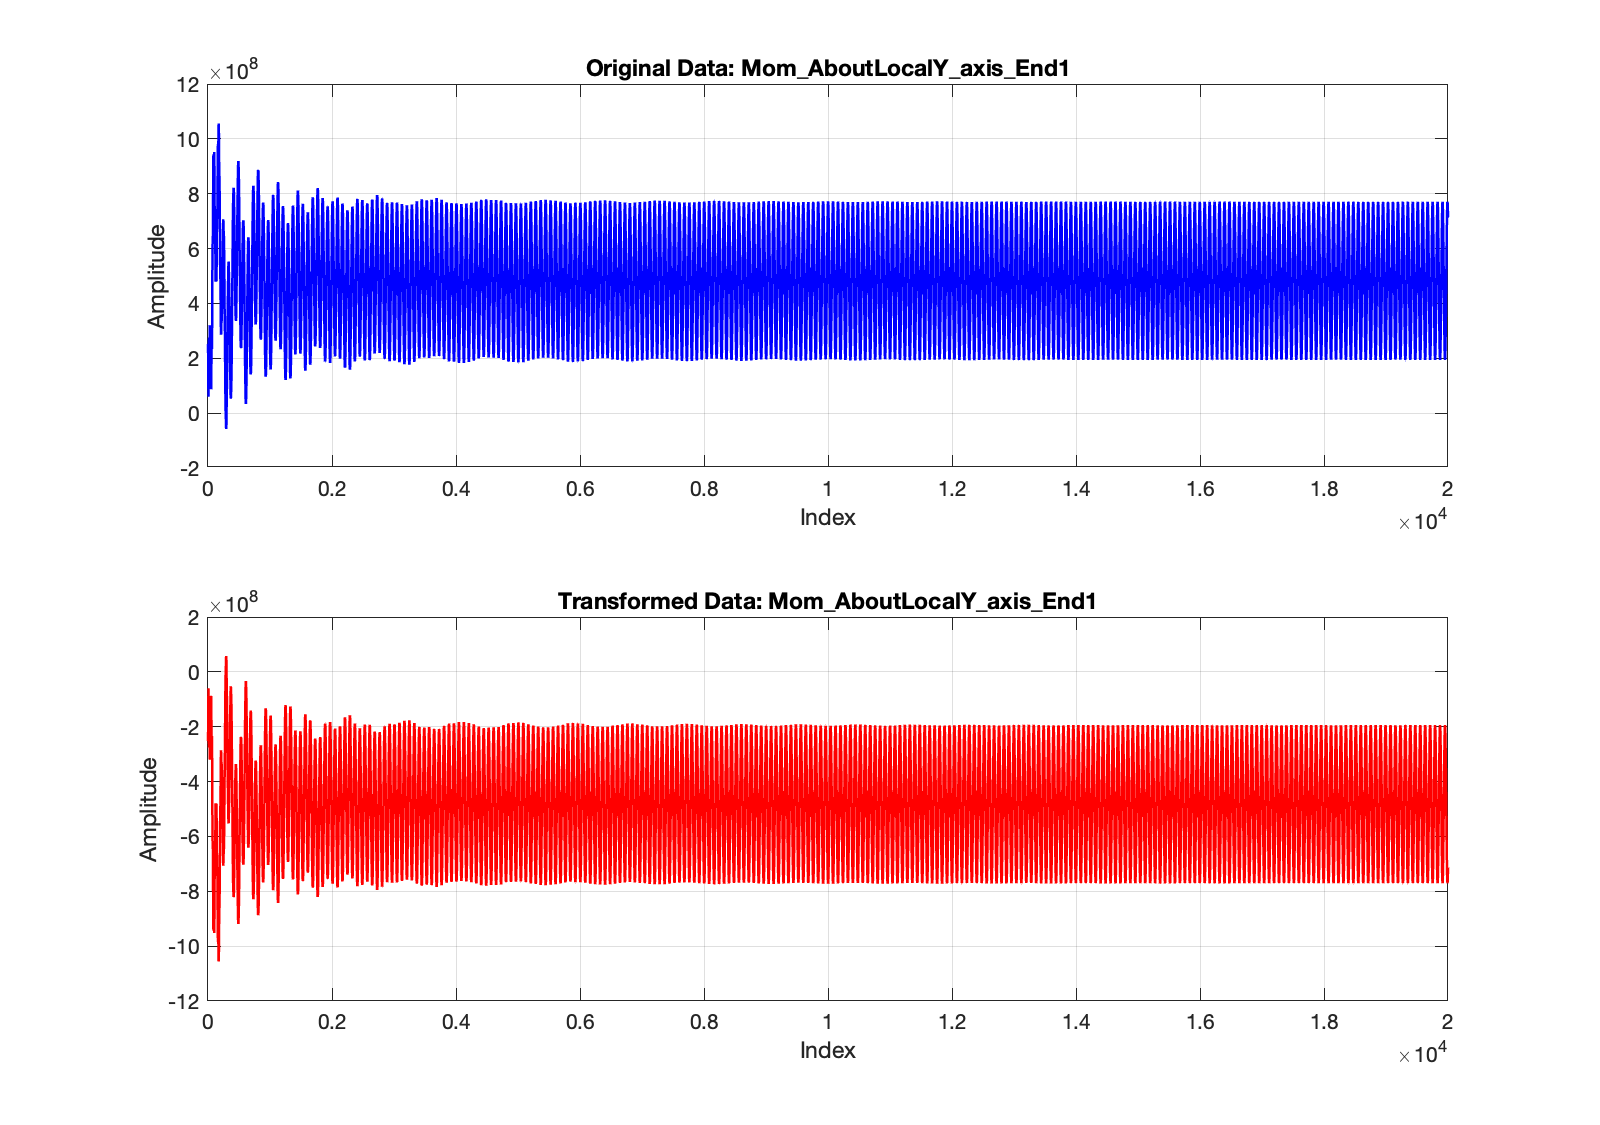 ×10⁸
Original Data: Mom_AboutLocalY_axis_End1
12
10
8
6
4
2
0
-2
Amplitude
0 0.2 0.4 0.6 0.8 1 1.2 1.4 1.6 1.8 2
Index
×10⁴
×10⁸
Transformed Data: Mom_AboutLocalY_axis_End1
2
0
-2
-4
-6
-8
-10
-12
Amplitude
0 0.2 0.4 0.6 0.8 1 1.2 1.4 1.6 1.8 2
Index
×10⁴